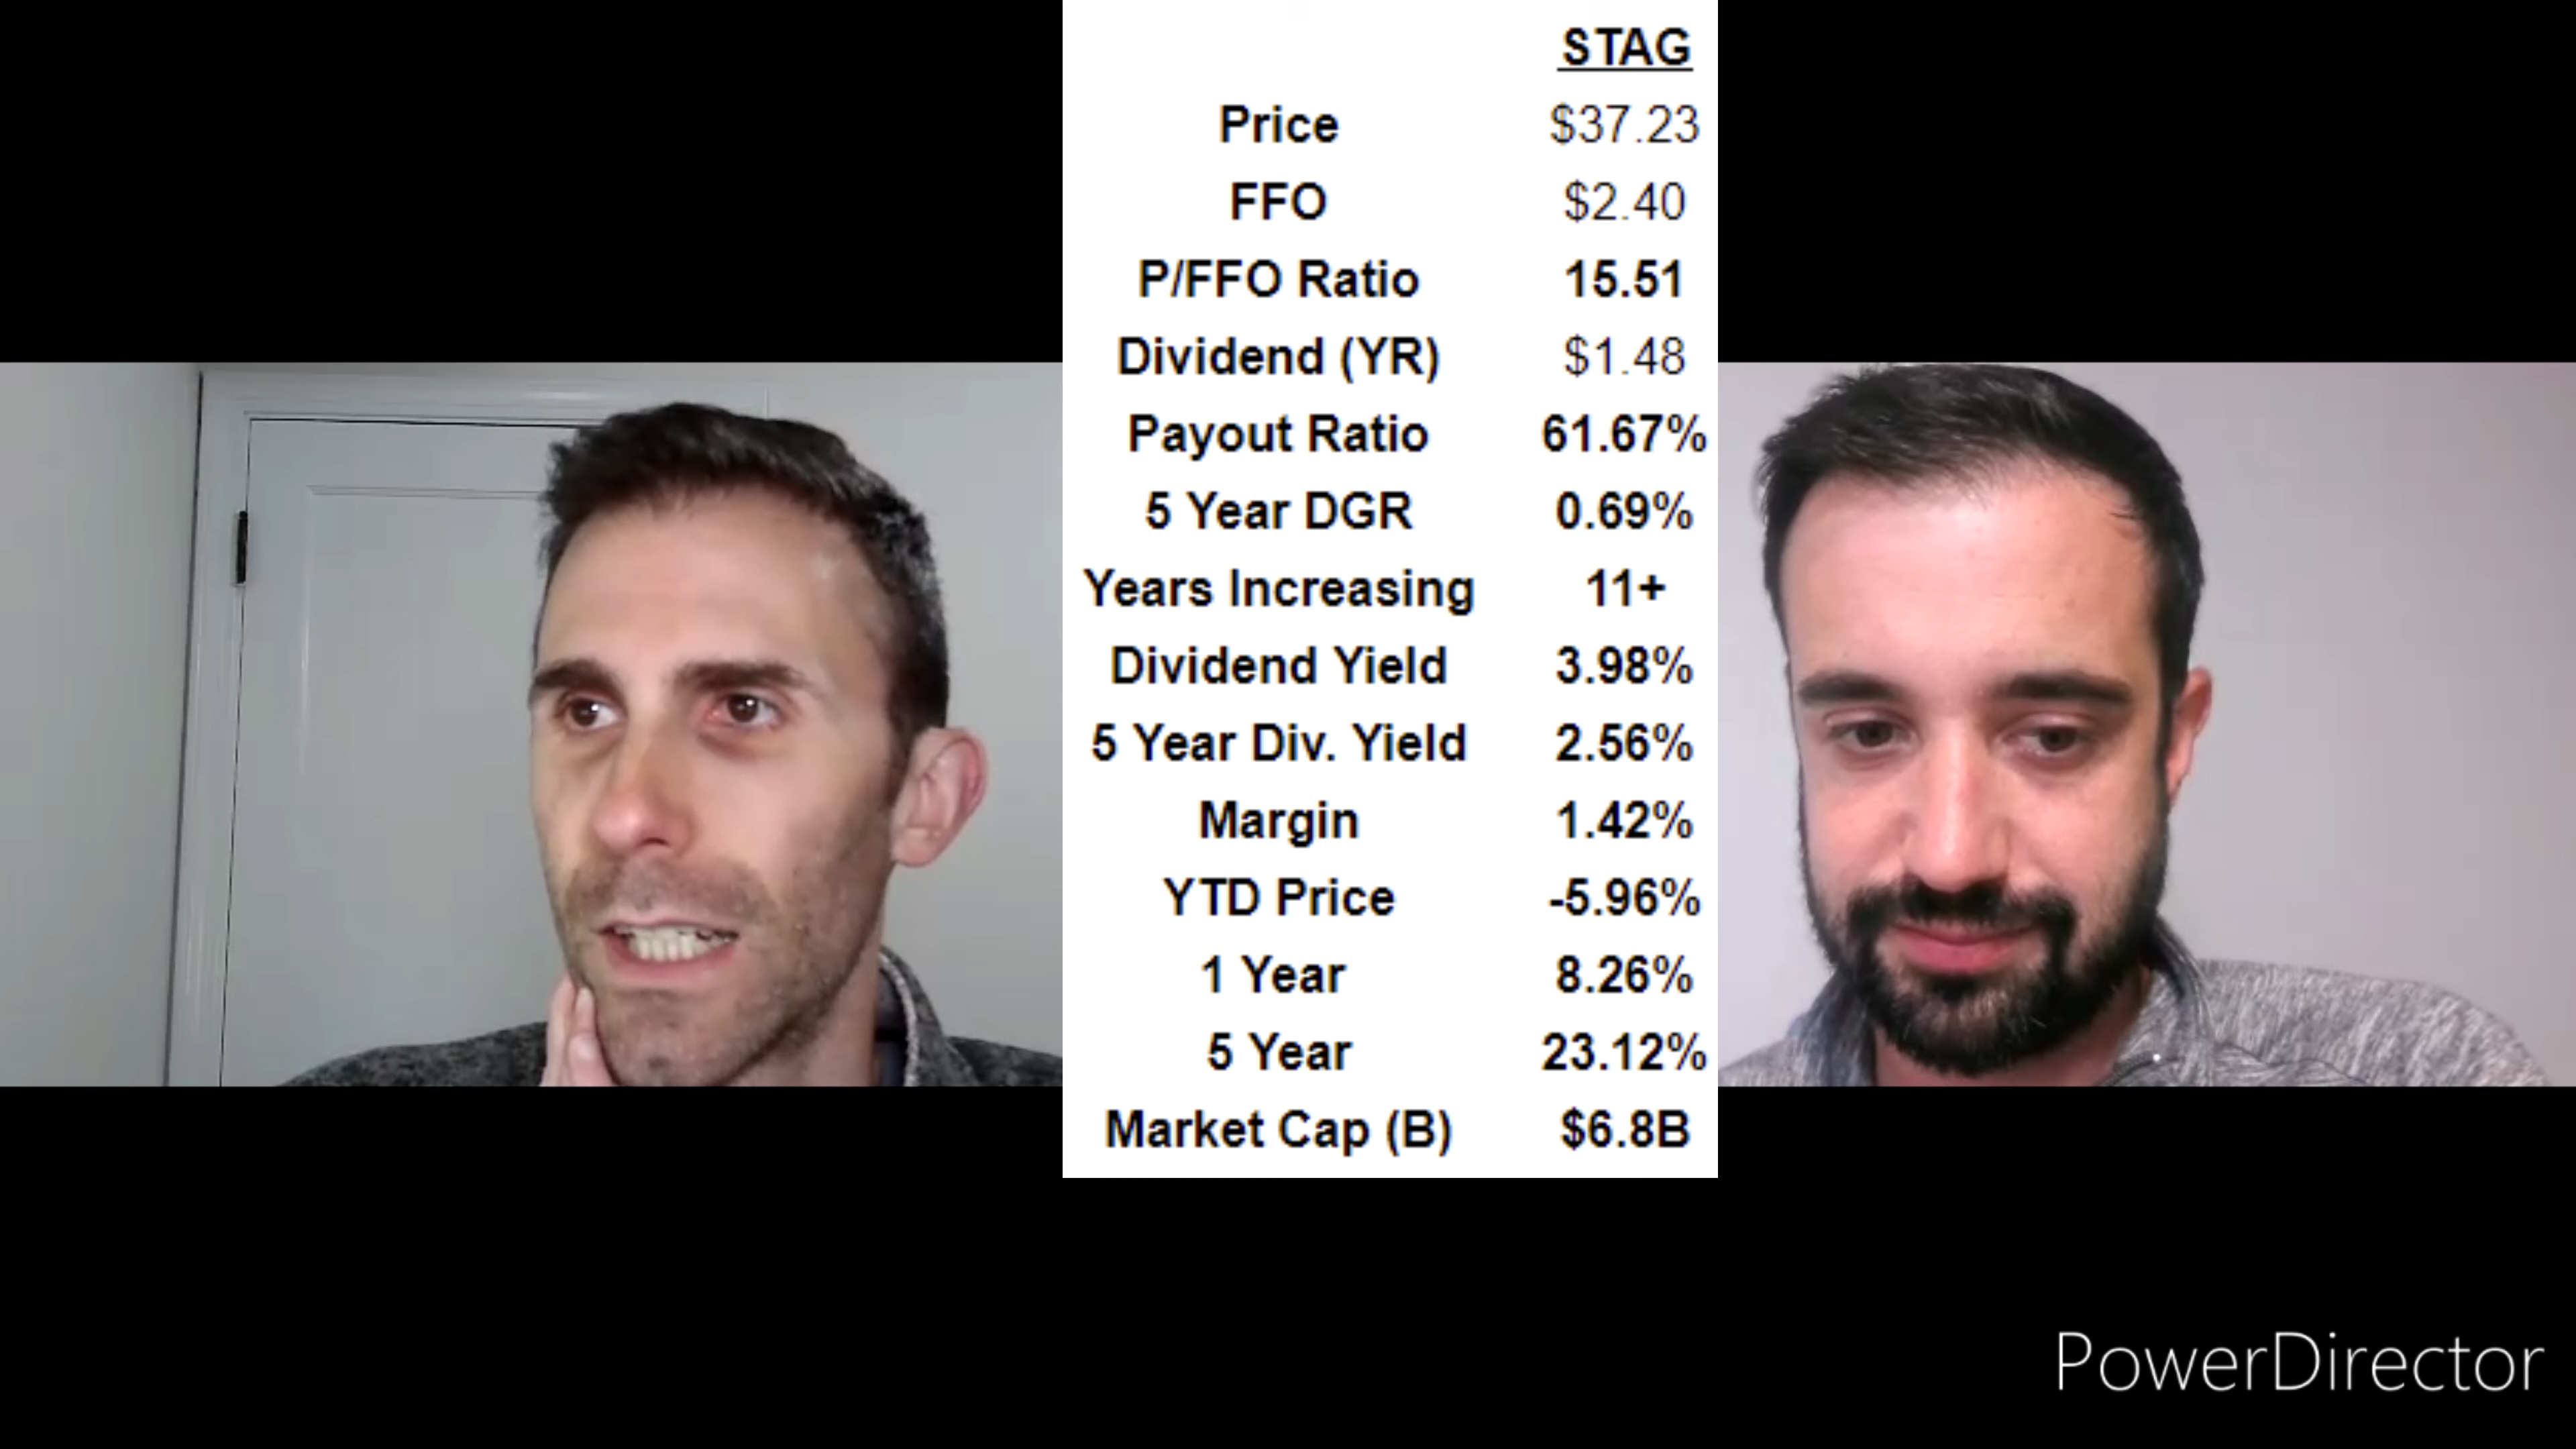 STAG
Price $37.23
FFO $2.40
P/FFO Ratio 15.51
Dividend (YR) $1.48
Payout Ratio 61.67%
5 Year DGR 0.69%
Years Increasing 11+
Dividend Yield 3.98%
5 Year Div. Yield 2.56%
Margin 1.42%
YTD Price -5.96%
1 Year 8.26%
5 Year 23.12%
Market Cap (B) $6.8B
PowerDirector